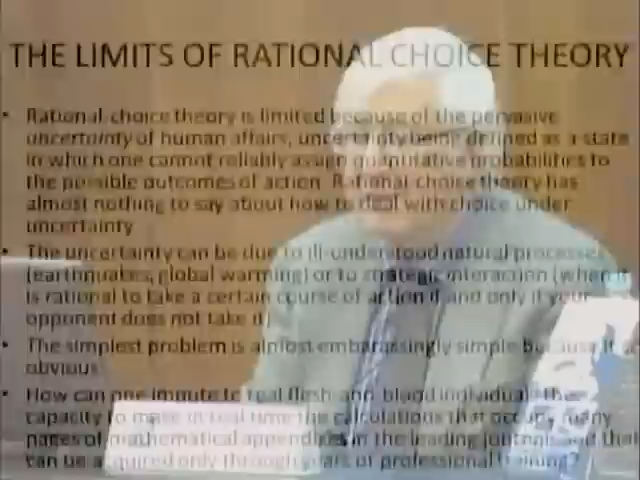 THE LIMITS OF RATIONAL CHOICE THEORY
• Rational-choice theory is limited because of the pervasive
uncertainty of human affairs, uncertainty being defined as a state
in which one cannot reliably assign quantitative probabilities to
the possible outcomes of action. Rational-choice theory has
almost nothing to say about how to deal with choice under
uncertainty
• The uncertainty can be due to ill-understood natural processes
(earthquakes, global warming) or to strategic interaction (when it
is rational to take a certain course of action if and only if your
opponent does not take it)
• The simplest problem is almost embarrassingly simple because it so
obvious
• How can one impute to real flesh-and-blood individuals the
capacity to make in real time the calculations that occupy many
pages of mathematical appendixes in the leading journals and that
can be acquired only through years of professional training?